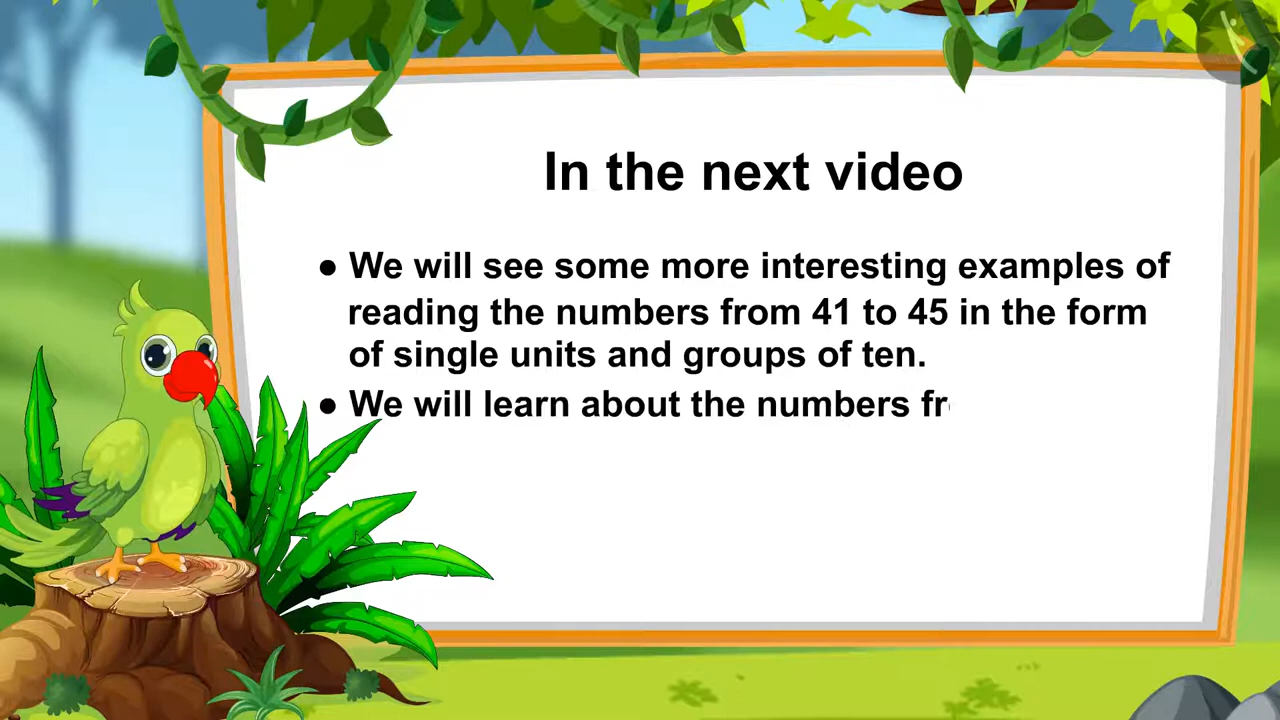 In the next video
● We will see some more interesting examples of
reading the numbers from 41 to 45 in the form
of single units and groups of ten.
● We will learn about the numbers fr